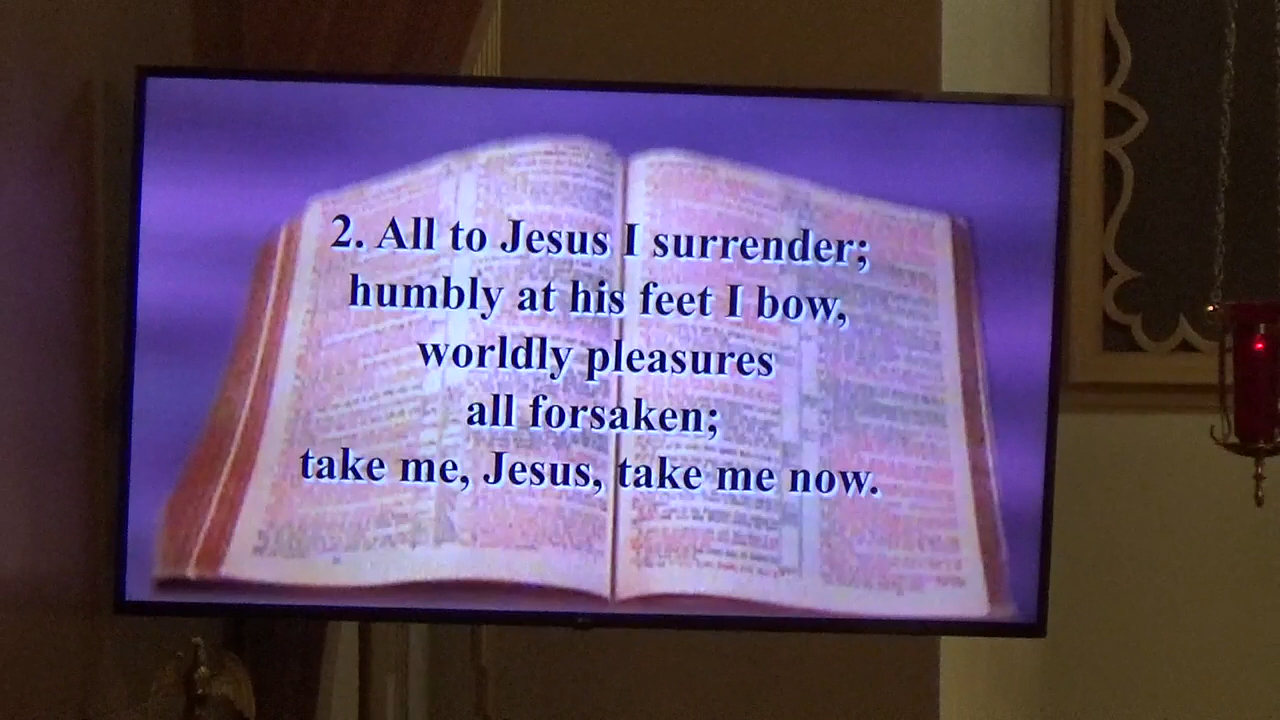 2. All to Jesus I surrender;
humbly at his feet I bow,
worldly pleasures
all forsaken;
take me, Jesus, take me now.